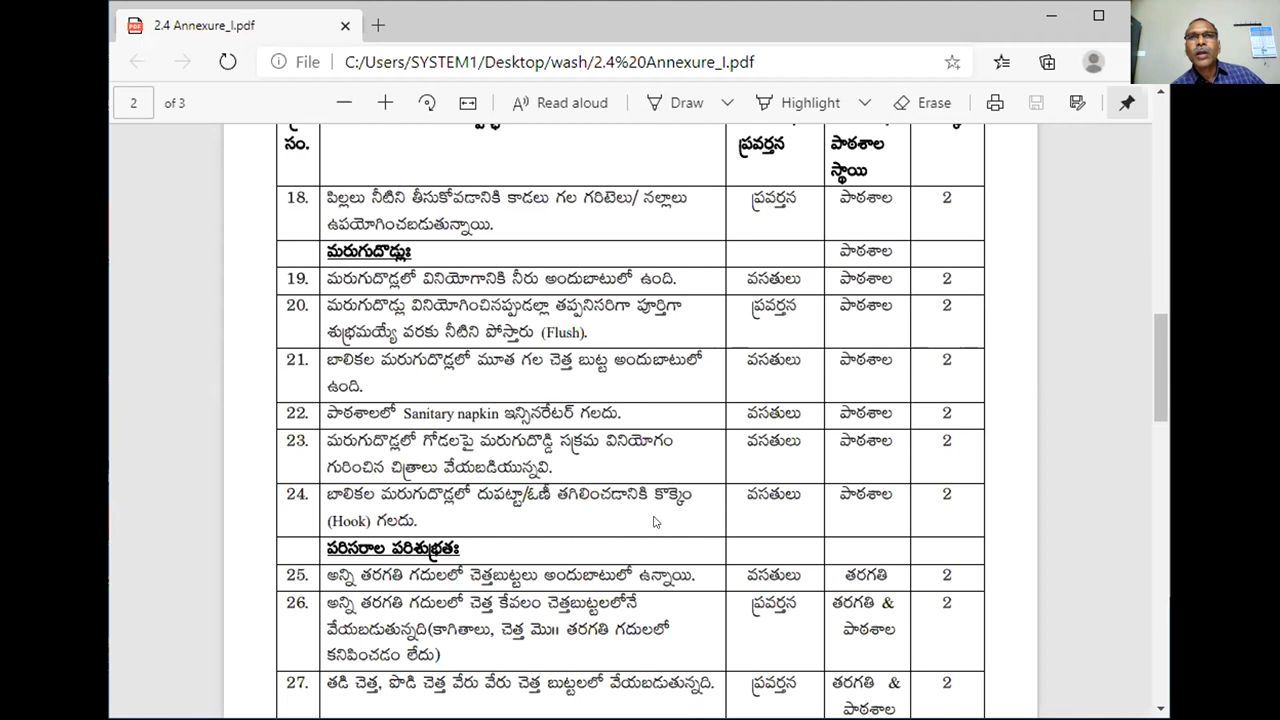 2.4 Annexure_I.pdf
File C:/Users/SYSTEM1/Desktop/wash/2.4%20Annexure_I.pdf
2 of 3 Read aloud Draw Highlight Erase
సం. ప్రవర్తన పాఠశాల
స్థాయి
18. పిల్లలు నీటిని తీసుకోవడానికి కాడలు గల గరిటెలు/ నల్లాలు ప్రవర్తన పాఠశాల 2
ఉపయోగించబడుతున్నాయి.
మరుగుదొడ్లుః పాఠశాల
19. మరుగుదొడ్లలో వినియోగానికి నీరు అందుబాటులో ఉంది. వసతులు పాఠశాల 2
20. మరుగుదొడ్లు వినియోగించినప్పుడల్లా తప్పనిసరిగా పూర్తిగా ప్రవర్తన పాఠశాల 2
శుభ్రమయ్యే వరకు నీటిని పోస్తారు (Flush).
21. బాలికల మరుగుదొడ్లలో మూత గల చెత్త బుట్ట అందుబాటులో వసతులు పాఠశాల 2
ఉంది.
22. పాఠశాలలో Sanitary napkin ఇన్సినరేటర్ గలదు. వసతులు పాఠశాల 2
23. మరుగుదొడ్లలో గోడలపై మరుగుదొడ్డి సక్రమ వినియోగం వసతులు పాఠశాల 2
గురించిన చిత్రాలు వేయబడియున్నవి.
24. బాలికల మరుగుదొడ్లలో దుపట్టా/ఓణీ తగిలించడానికి కొక్కెం వసతులు పాఠశాల 2
(Hook) గలదు.
పరిసరాల పరిశుభ్రతః
25. అన్ని తరగతి గదులలో చెత్తబుట్టలు అందుబాటులో ఉన్నాయి. వసతులు తరగతి 2
26. అన్ని తరగతి గదులలో చెత్త కేవలం చెత్తబుట్టలలోనే ప్రవర్తన తరగతి & 2
వేయబడుతున్నది(కాగితాలు, చెత్త మొ॥ తరగతి గదులలో పాఠశాల
కనిపించడం లేదు)
27. తడి చెత్త, పొడి చెత్త వేరు వేరు చెత్త బుట్టలలో వేయబడుతున్నది. ప్రవర్తన తరగతి & 2
పాఠశాల